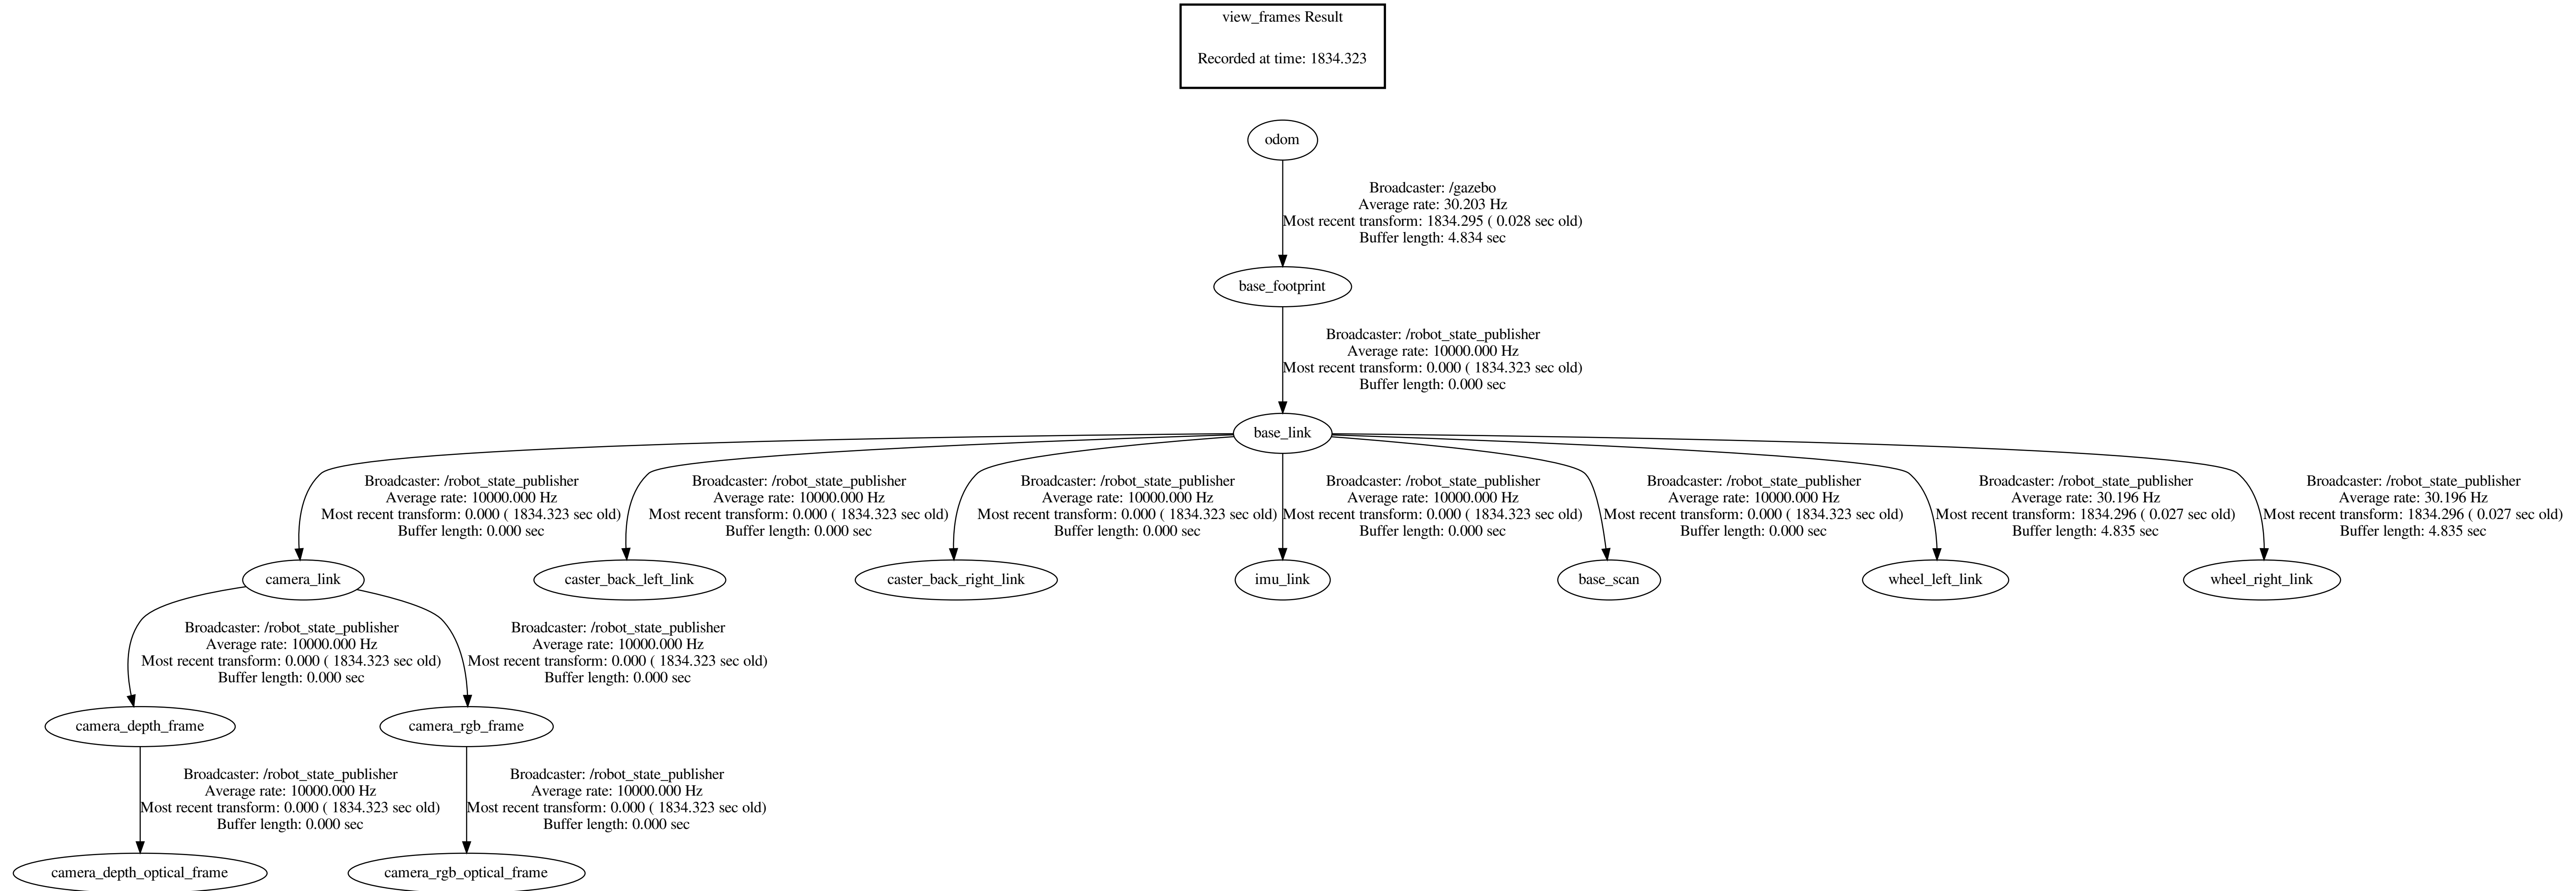 view_frames Result
Recorded at time: 1834.323
odom
Broadcaster: /gazebo
Average rate: 30.203 Hz
Most recent transform: 1834.295 ( 0.028 sec old)
Buffer length: 4.834 sec
base_footprint
Broadcaster: /robot_state_publisher
Average rate: 10000.000 Hz
Most recent transform: 0.000 ( 1834.323 sec old)
Buffer length: 0.000 sec
base_link
Broadcaster: /robot_state_publisher
Average rate: 10000.000 Hz
Most recent transform: 0.000 ( 1834.323 sec old)
Buffer length: 0.000 sec
Broadcaster: /robot_state_publisher
Average rate: 10000.000 Hz
Most recent transform: 0.000 ( 1834.323 sec old)
Buffer length: 0.000 sec
Broadcaster: /robot_state_publisher
Average rate: 10000.000 Hz
Most recent transform: 0.000 ( 1834.323 sec old)
Buffer length: 0.000 sec
Broadcaster: /robot_state_publisher
Average rate: 10000.000 Hz
Most recent transform: 0.000 ( 1834.323 sec old)
Buffer length: 0.000 sec
Broadcaster: /robot_state_publisher
Average rate: 10000.000 Hz
Most recent transform: 0.000 ( 1834.323 sec old)
Buffer length: 0.000 sec
Broadcaster: /robot_state_publisher
Average rate: 30.196 Hz
Most recent transform: 1834.296 ( 0.027 sec old)
Buffer length: 4.835 sec
Broadcaster: /robot_state_publisher
Average rate: 30.196 Hz
Most recent transform: 1834.296 ( 0.027 sec old)
Buffer length: 4.835 sec
camera_link
caster_back_left_link
caster_back_right_link
imu_link
base_scan
wheel_left_link
wheel_right_link
Broadcaster: /robot_state_publisher
Average rate: 10000.000 Hz
Most recent transform: 0.000 ( 1834.323 sec old)
Buffer length: 0.000 sec
Broadcaster: /robot_state_publisher
Average rate: 10000.000 Hz
Most recent transform: 0.000 ( 1834.323 sec old)
Buffer length: 0.000 sec
camera_depth_frame
camera_rgb_frame
Broadcaster: /robot_state_publisher
Average rate: 10000.000 Hz
Most recent transform: 0.000 ( 1834.323 sec old)
Buffer length: 0.000 sec
Broadcaster: /robot_state_publisher
Average rate: 10000.000 Hz
Most recent transform: 0.000 ( 1834.323 sec old)
Buffer length: 0.000 sec
camera_depth_optical_frame
camera_rgb_optical_frame